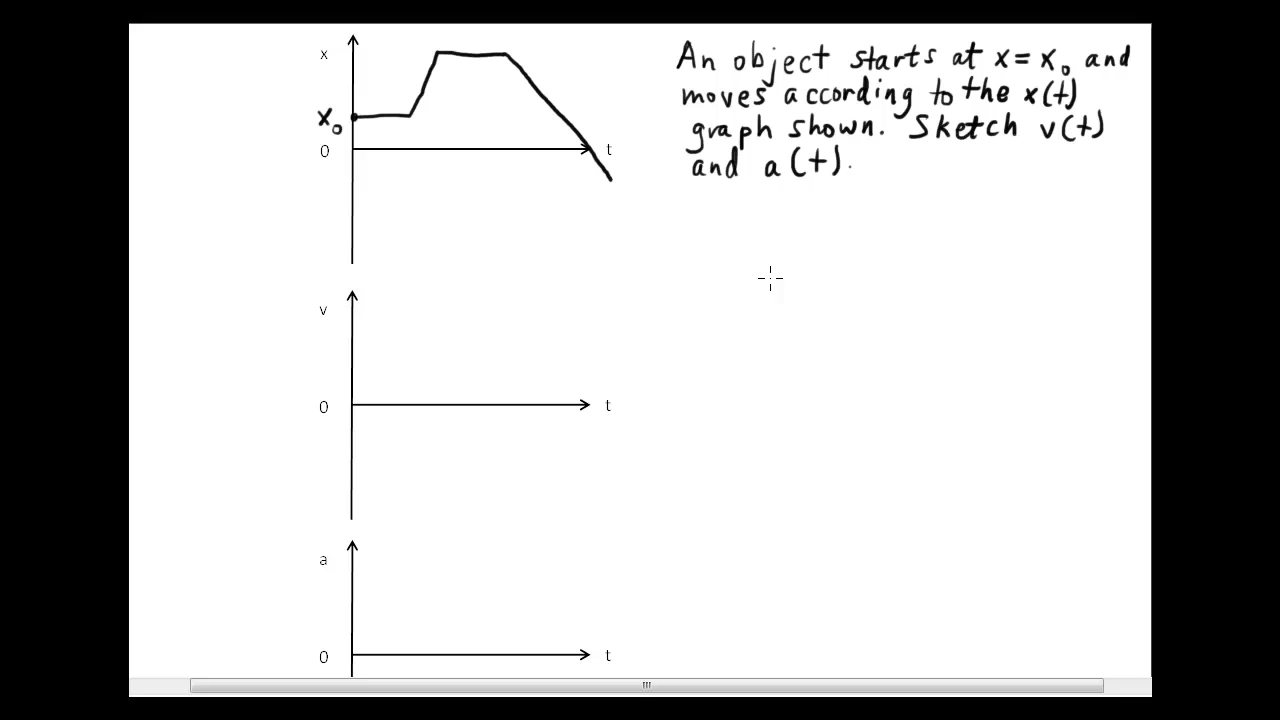 x
x₀
0
t
An object starts at x = x₀ and
moves according to the x(t)
graph shown. Sketch v(t)
and a(t).
v
0
t
a
0
t